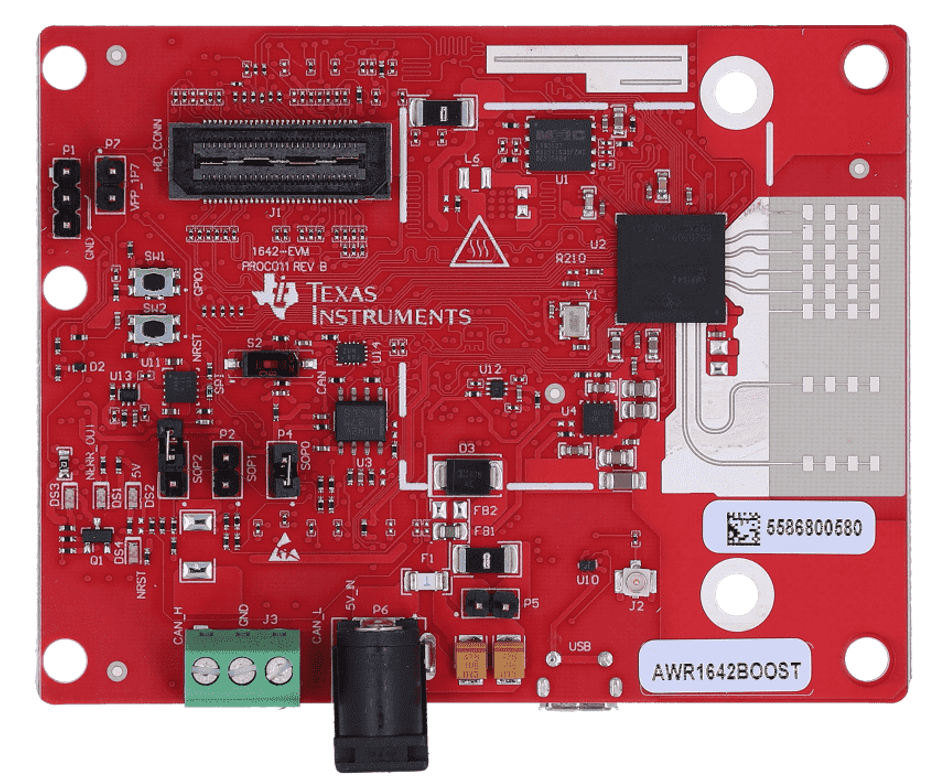 HD_CONN
P1
P7
VPP_1P7
GND
J1
L6
U1
1642-EVM
PROC011 REV B
TEXAS
INSTRUMENTS
U2
R210
Y1
SW1
GPIO1
SW2
NRST
S2
SPI
CAN
U14
U11
D2
U13
U12
U4
U3
NERR_OUT
5V
SOP2
P2
SOP1
P4
SOP0
D3
DS3
DS1
DS2
FB2
FB1
Q1
DS4
NRST
F1
5586800580
U10
J2
CAN_H
GND
J3
CAN_L
5V_IN
P6
P5
USB
AWR1642BOOST